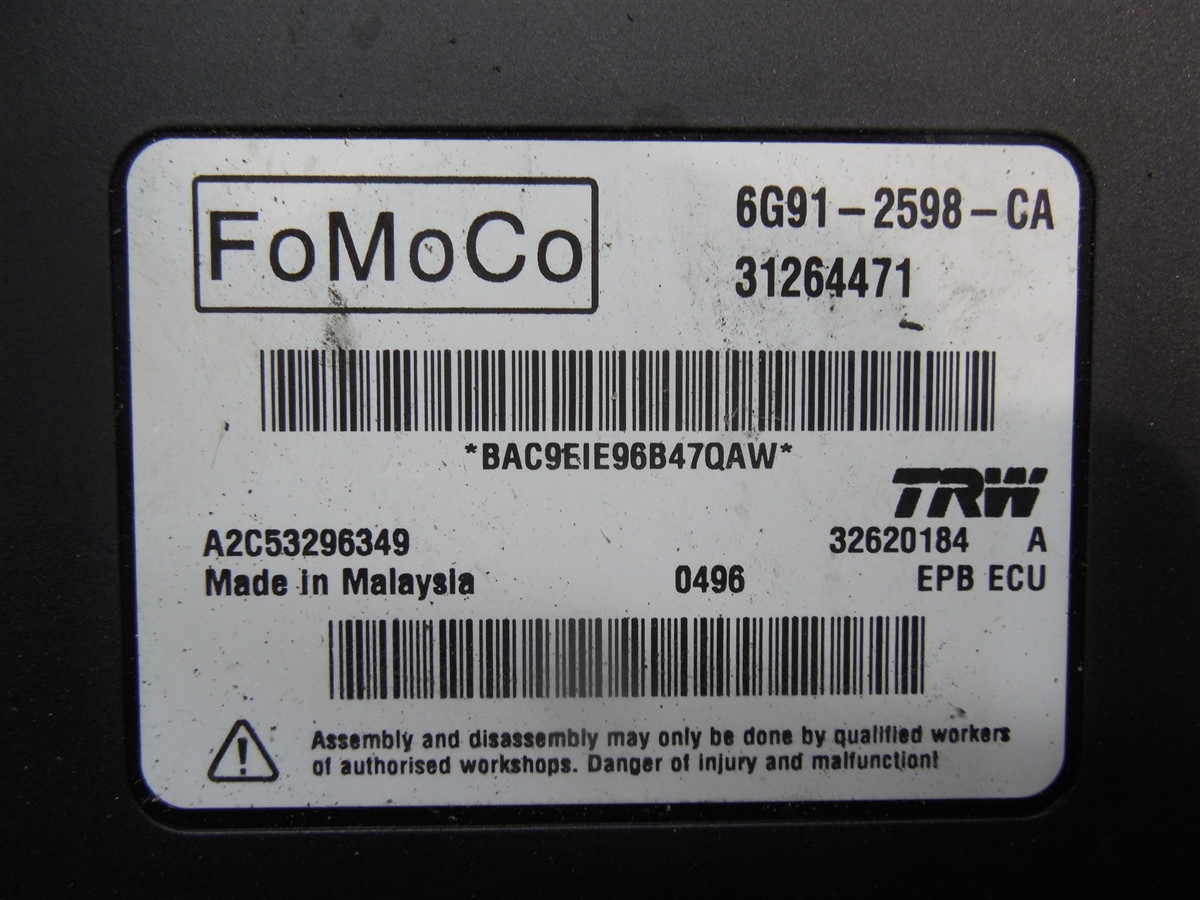 FoMoCo
6G91-2598-CA
31264471
*BAC9EIE96B47QAW*
TRW
A2C53296349
32620184 A
Made in Malaysia
0496
EPB ECU
Assembly and disassembly may only be done by qualified workers
of authorised workshops. Danger of injury and malfunction!